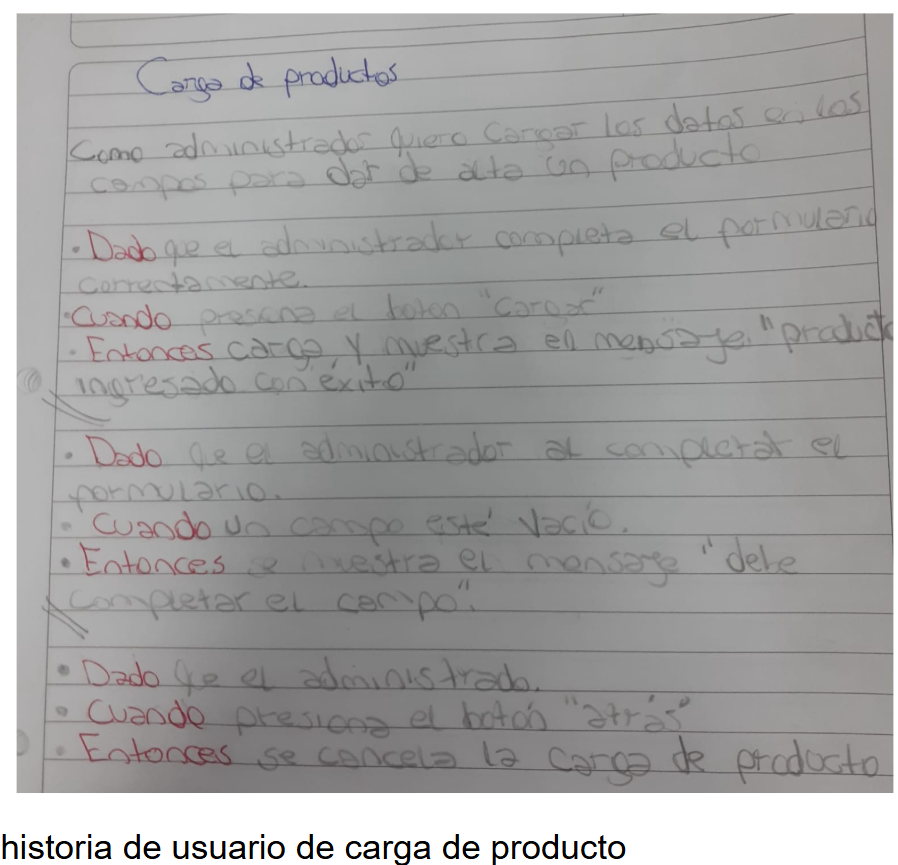 Carga de productos
Como administrador quiero cargar los datos en los
campos para dar de alta un producto
· Dado que el administrador completa el formulario
correctamente.
· Cuando presiona el botón "cargar"
· Entonces carga y muestra el mensaje "producto
ingresado con éxito"
· Dado que el administrador al completar el
formulario.
· Cuando un campo esté vacío.
· Entonces se muestra el mensaje "debe
completar el campo".
· Dado que el administrado.
· Cuando presiona el botón "atrás"
· Entonces se cancela la carga de producto
historia de usuario de carga de producto